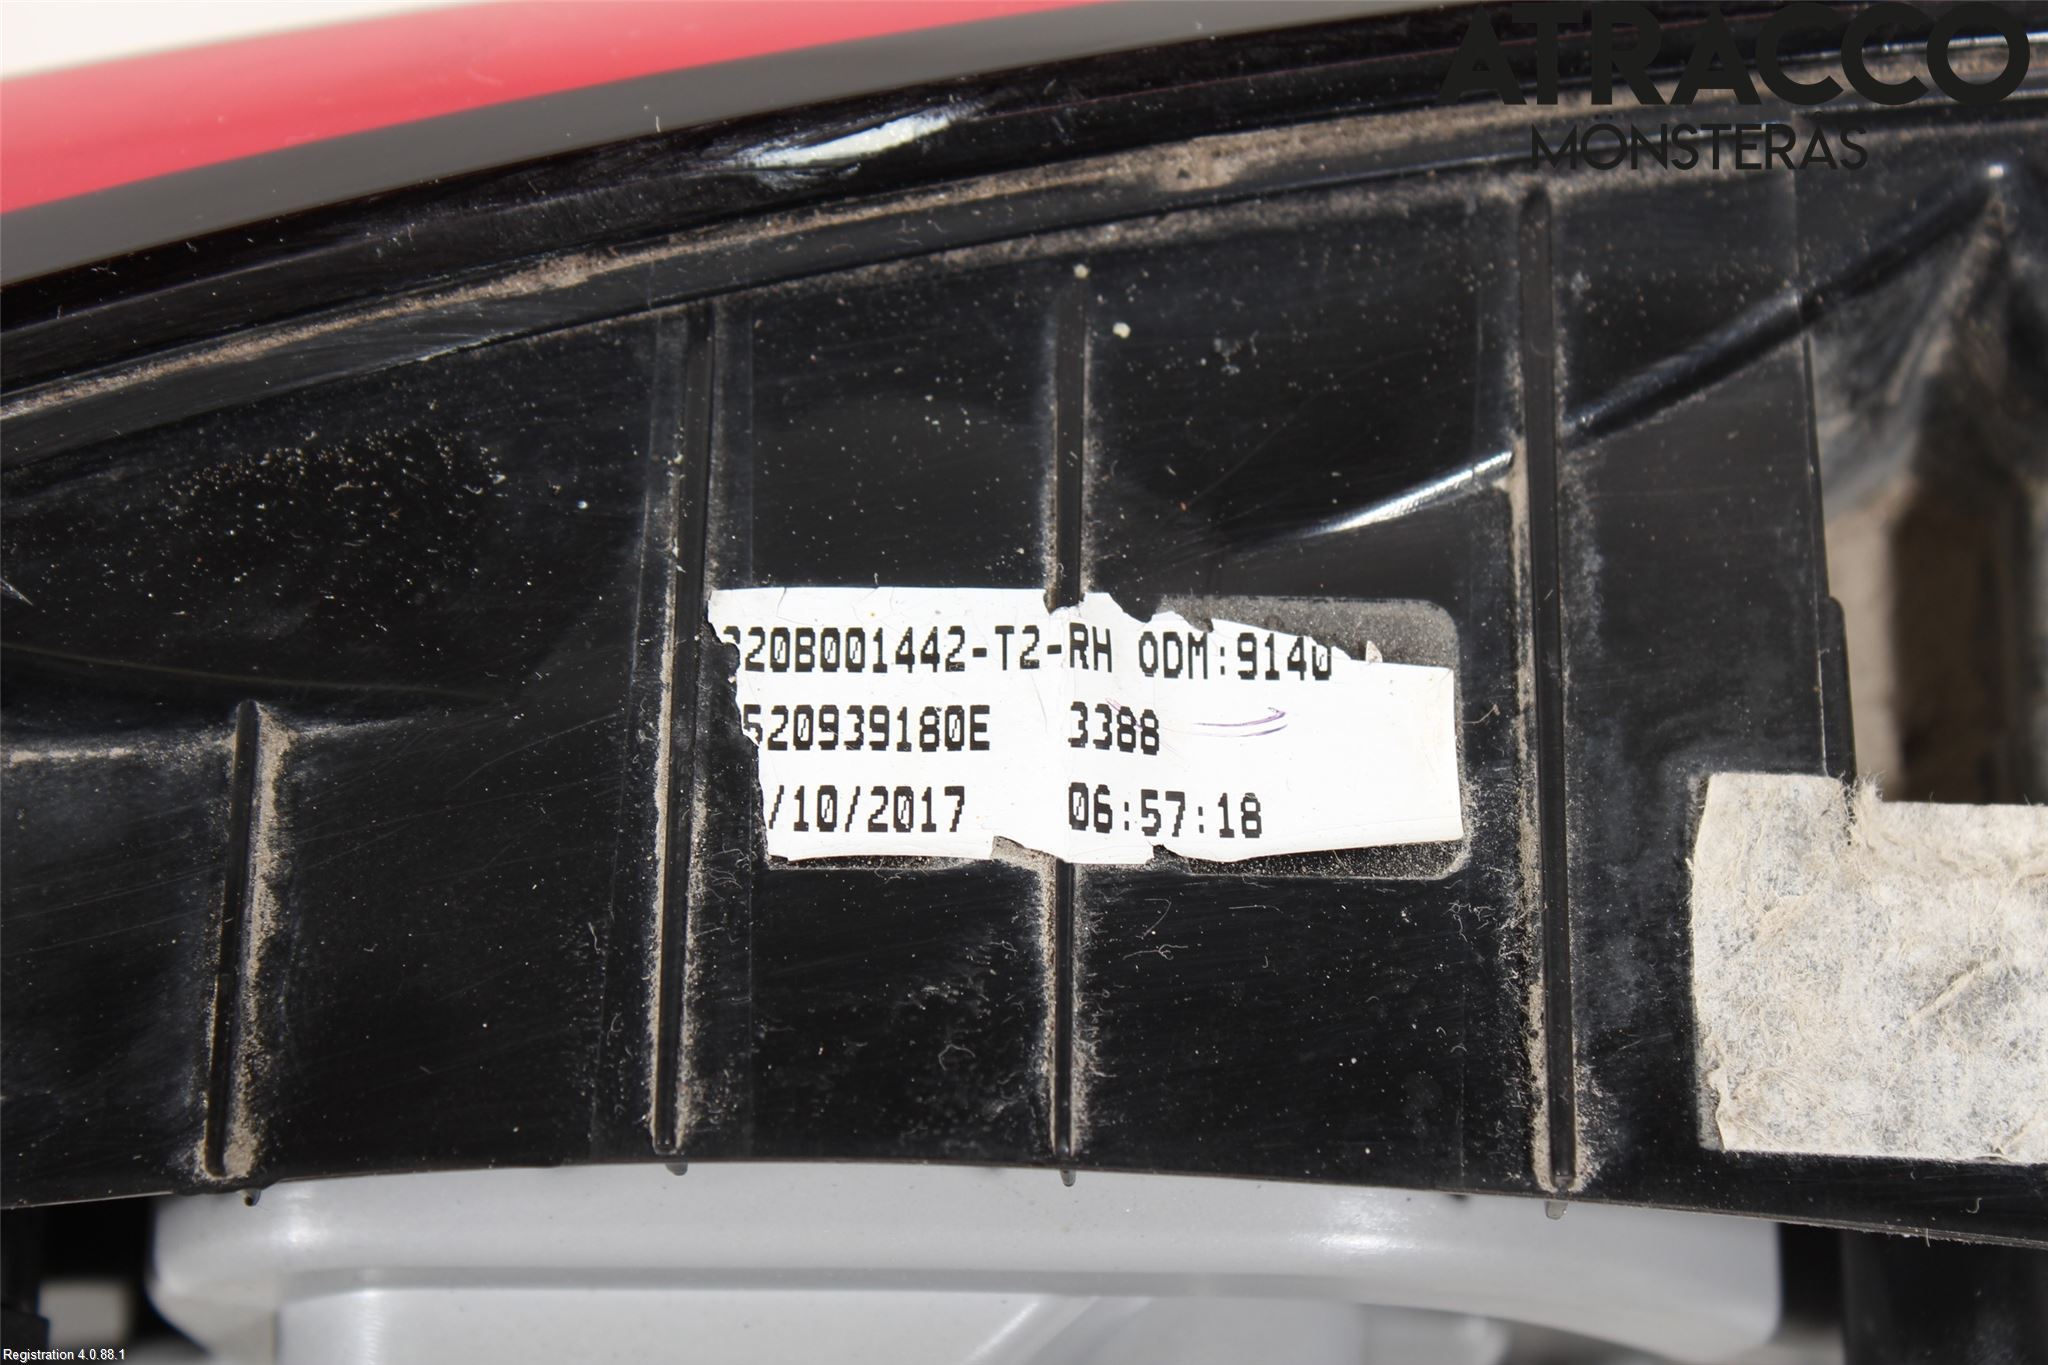 ATRACCO
MÖNSTERÅS
20B001442-T2-RH ODM:9140
520939180E 3388
/10/2017 06:57:18
Registration 4.0.88.1